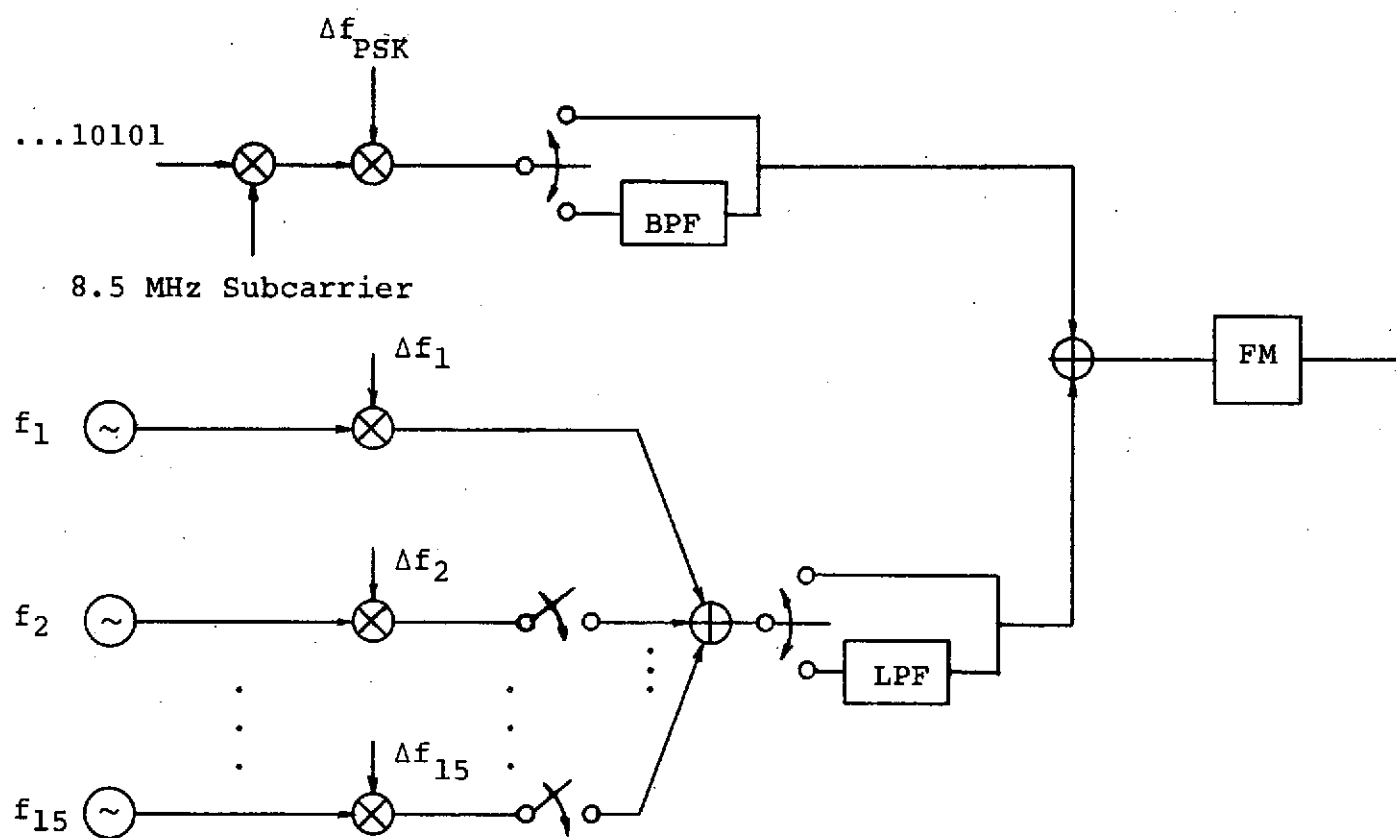 Δf_PSK
...10101
BPF
8.5 MHz Subcarrier
Δf_1
FM
f_1
Δf_2
f_2
LPF
Δf_15
f_15